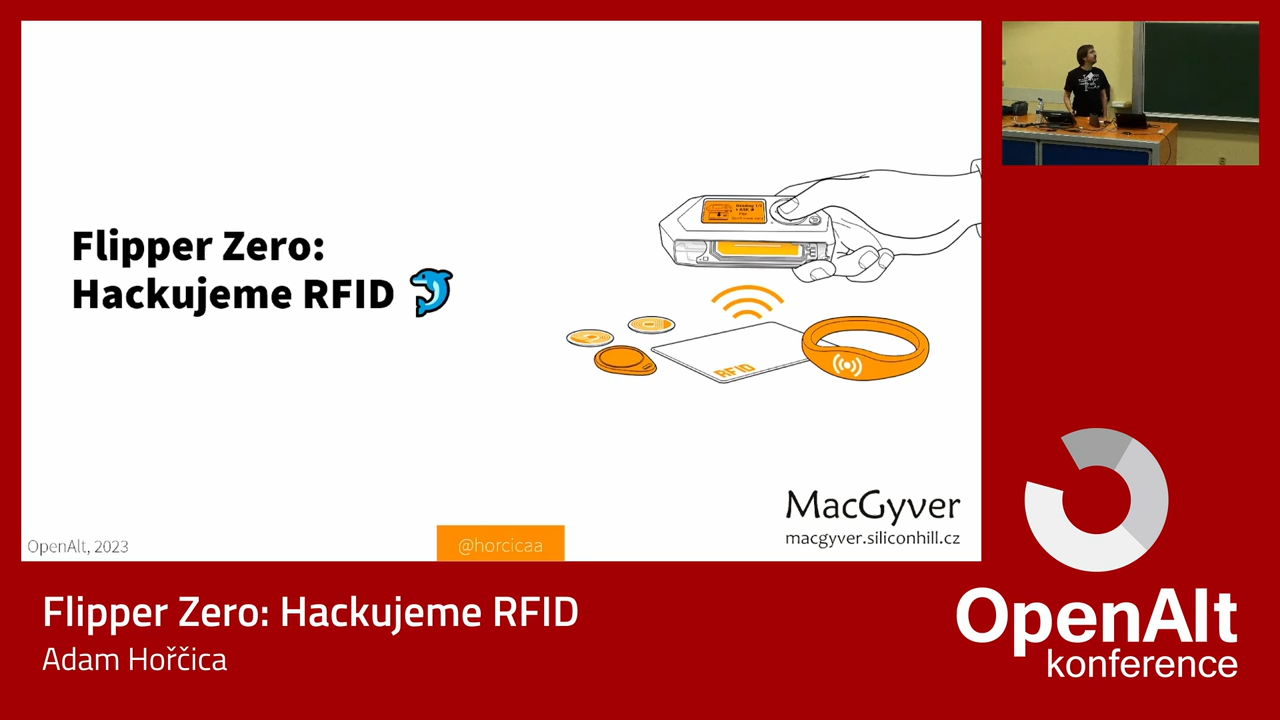 Flipper Zero:
Hackujeme RFID
RFID
MacGyver
macgyver.siliconhill.cz
OpenAlt, 2023
@horcicaa
Flipper Zero: Hackujeme RFID
Adam Hořčica
OpenAlt
konference